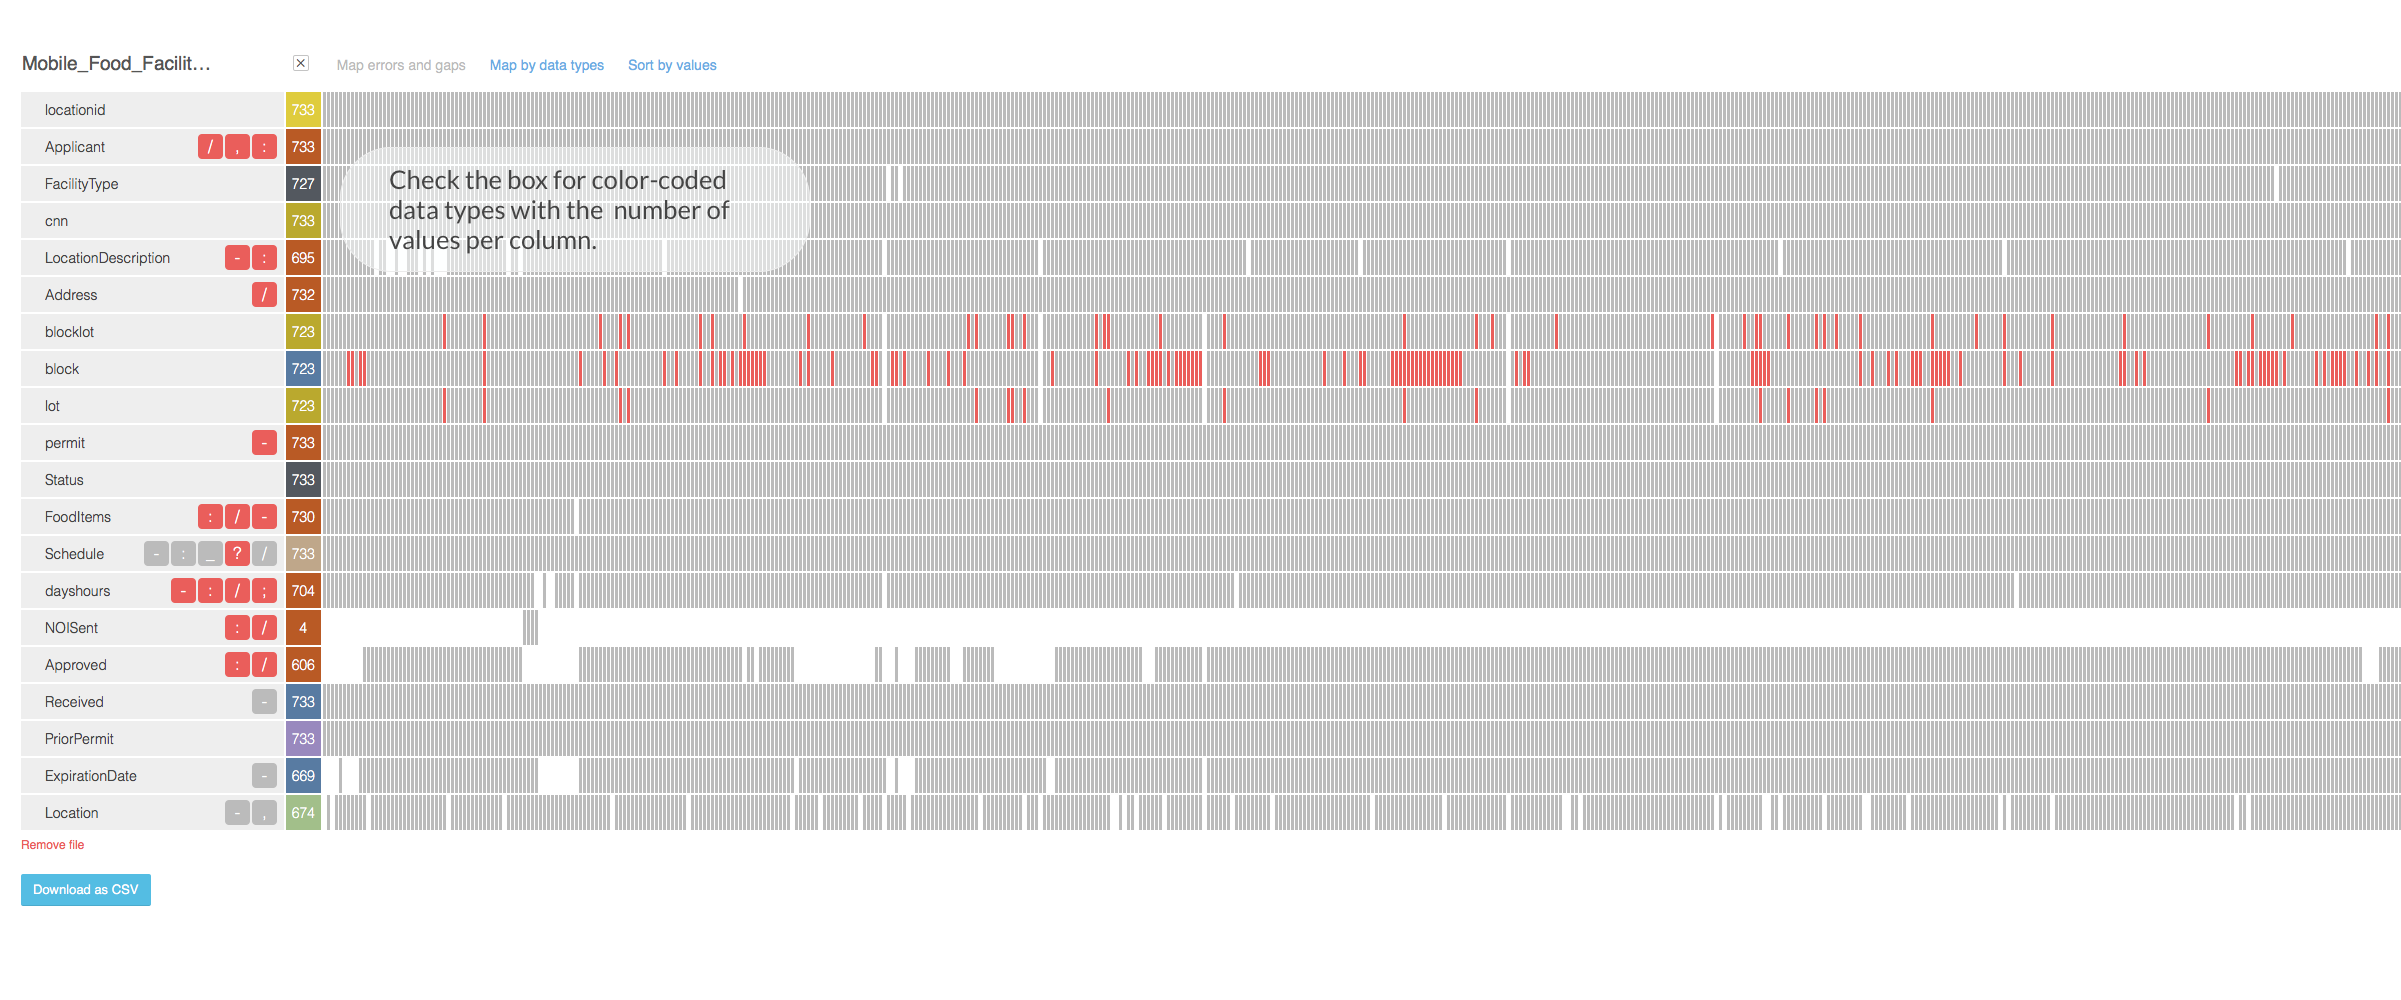 Mobile_Food_Facilit... Map errors and gaps Map by data types Sort by values
locationid 733
Applicant / , : 733
FacilityType 727
cnn 733
LocationDescription - : 695
Address / 732
blocklot 723
block 723
lot 723
permit - 733
Status 733
FoodItems : / - 730
Schedule - : _ ? / 733
dayshours - : / ; 704
NOISent : / 4
Approved : / 606
Received - 733
PriorPermit 733
ExpirationDate - 669
Location - , 674
Check the box for color-coded
data types with the number of
values per column.
Remove file
Download as CSV